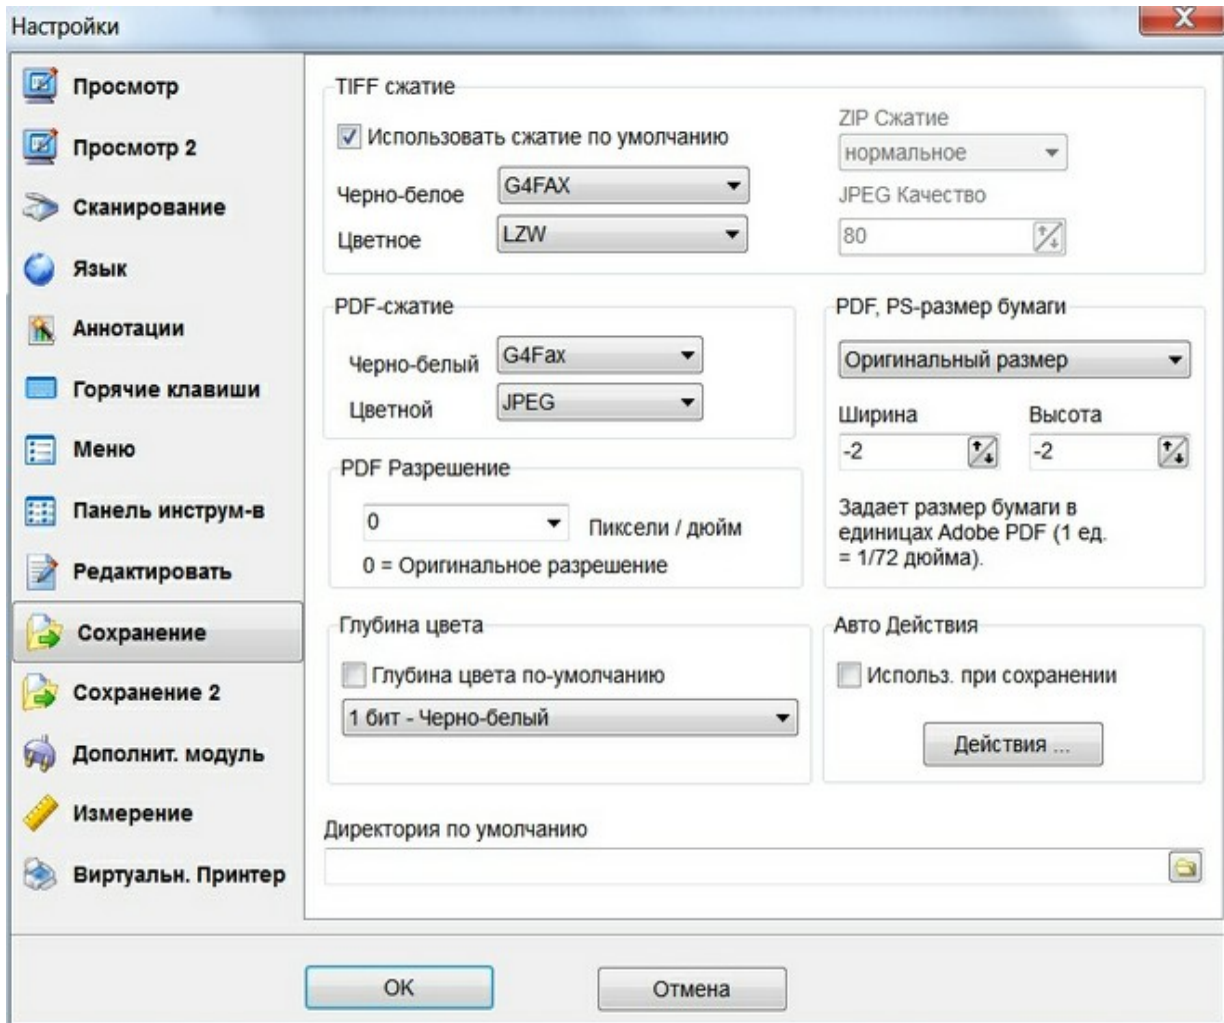 Настройки
Просмотр
Просмотр 2
Сканирование
Язык
Аннотации
Горячие клавиши
Меню
Панель инструм-в
Редактировать
Сохранение
Сохранение 2
Дополнит. модуль
Измерение
Виртуальн. Принтер
TIFF сжатие
Использовать сжатие по умолчанию
Черно-белое G4FAX
Цветное LZW
ZIP Сжатие
нормальное
JPEG Качество
80
PDF-сжатие
Черно-белый G4Fax
Цветной JPEG
PDF, PS-размер бумаги
Оригинальный размер
Ширина Высота
-2 -2
Задает размер бумаги в
единицах Adobe PDF (1 ед.
= 1/72 дюйма).
PDF Разрешение
0 Пиксели / дюйм
0 = Оригинальное разрешение
Глубина цвета
Глубина цвета по-умолчанию
1 бит - Черно-белый
Авто Действия
Использ. при сохранении
Действия ...
Директория по умолчанию
OK Отмена